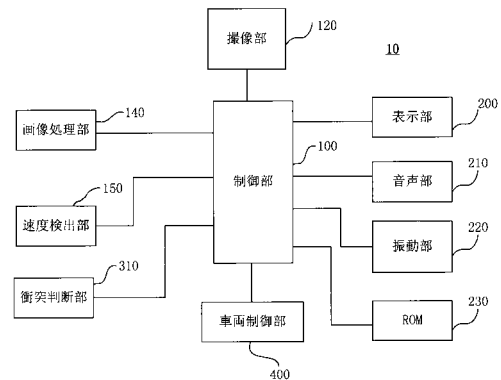 撮像部
120
10
画像処理部
140
表示部
200
制御部
100
150
音声部
210
速度検出部
振動部
220
310
衝突判断部
車両制御部
400
ROM
230